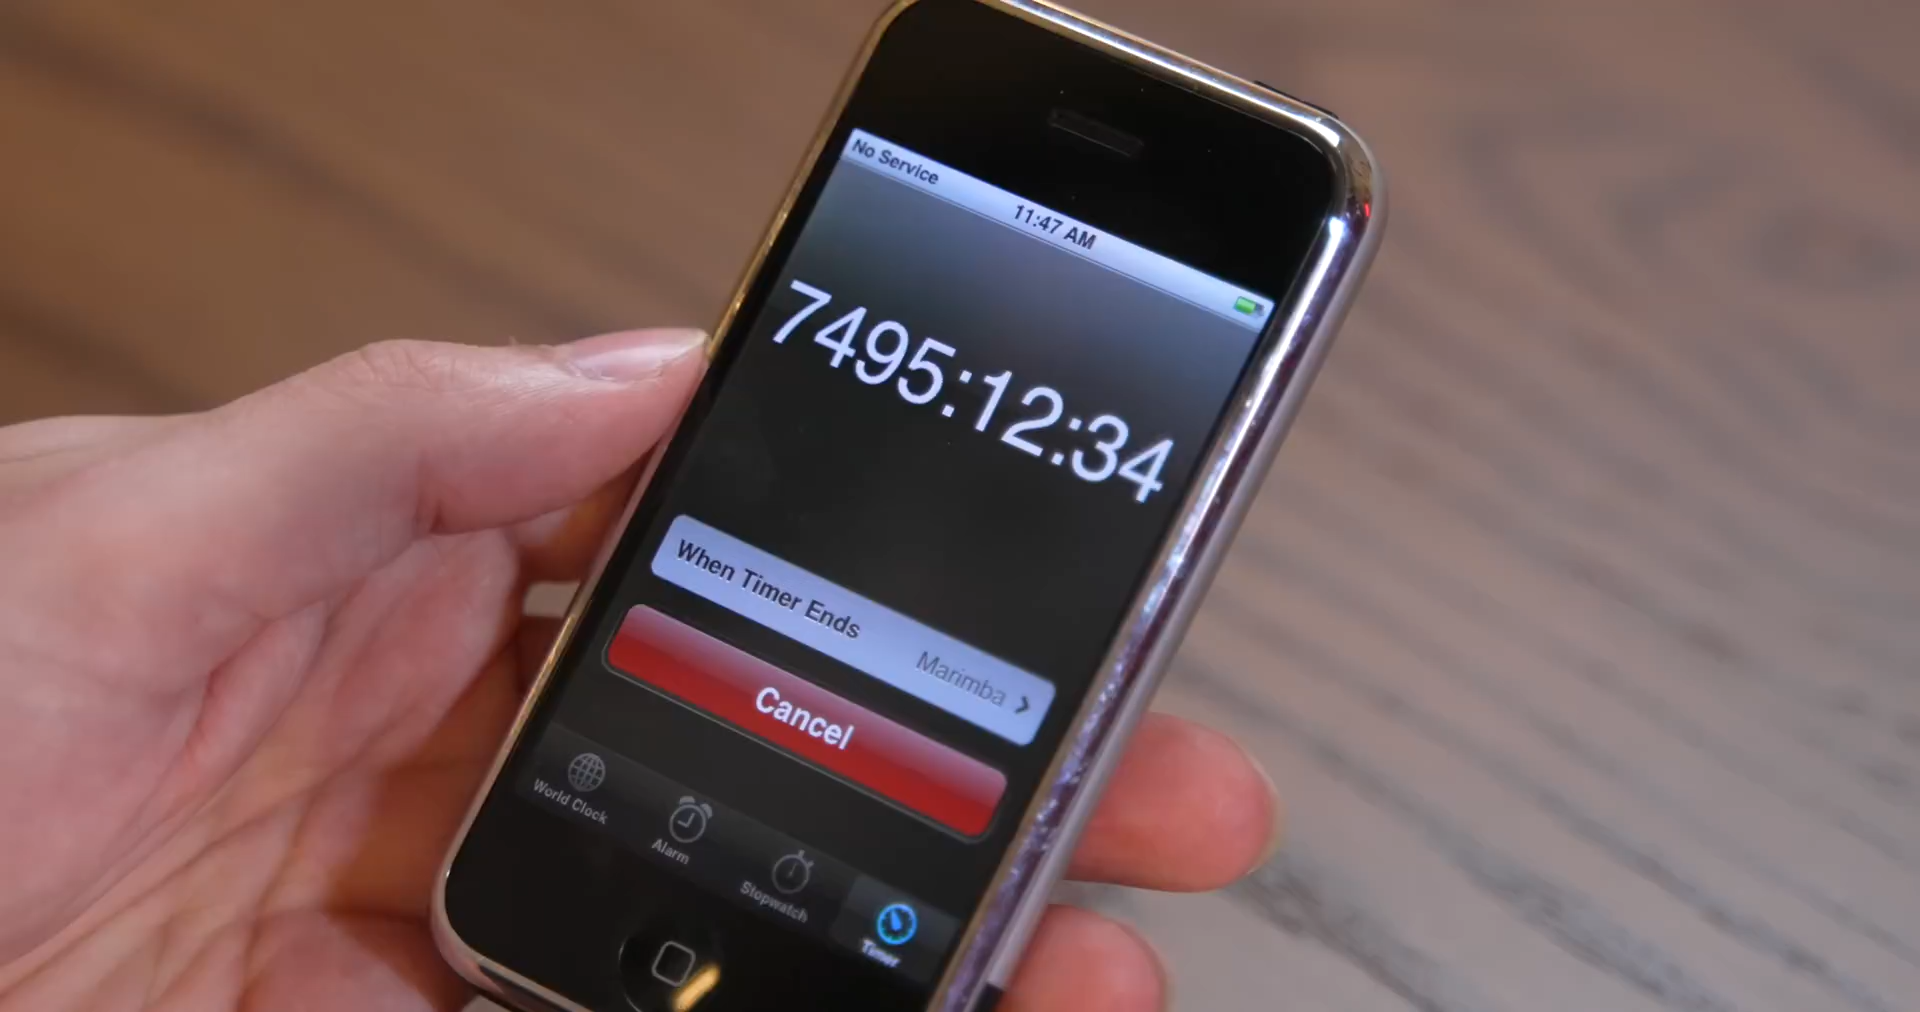 No Service
11:47 AM
7495:12:34
When Timer Ends
Marimba
Cancel
World Clock
Alarm
Stopwatch
Timer